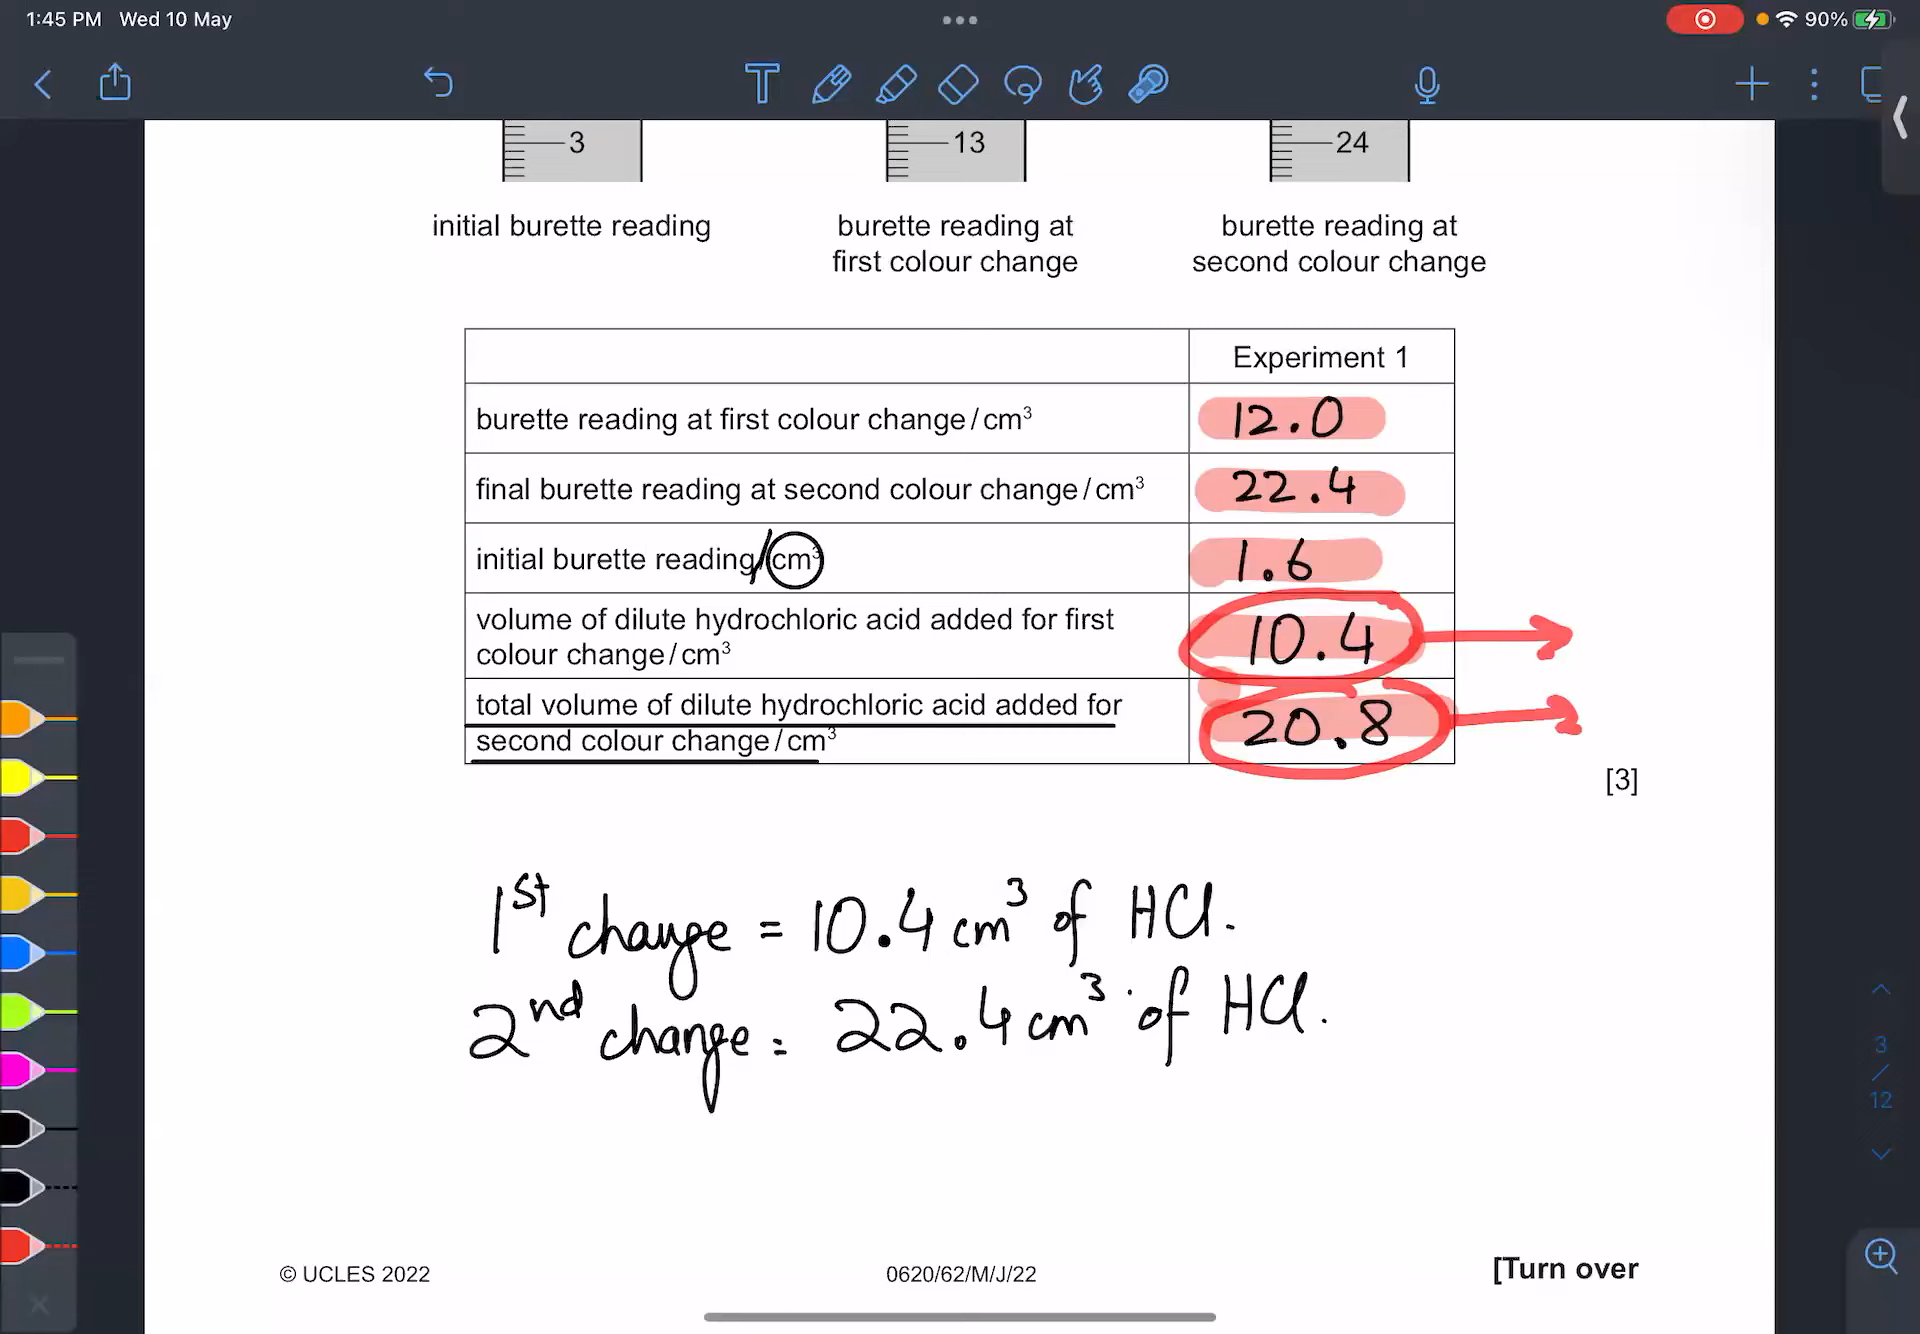 1:45 PM Wed 10 May
90%
3
13
24
initial burette reading
burette reading at
first colour change
burette reading at
second colour change
Experiment 1
burette reading at first colour change / cm³
12.0
final burette reading at second colour change / cm³
22.4
initial burette reading / cm³
1.6
volume of dilute hydrochloric acid added for first
colour change / cm³
10.4
total volume of dilute hydrochloric acid added for
second colour change / cm³
20.8
[3]
1st change = 10.4 cm³ of HCl.
2nd change = 22.4 cm³ of HCl.
3
/
12
© UCLES 2022
0620/62/M/J/22
[Turn over